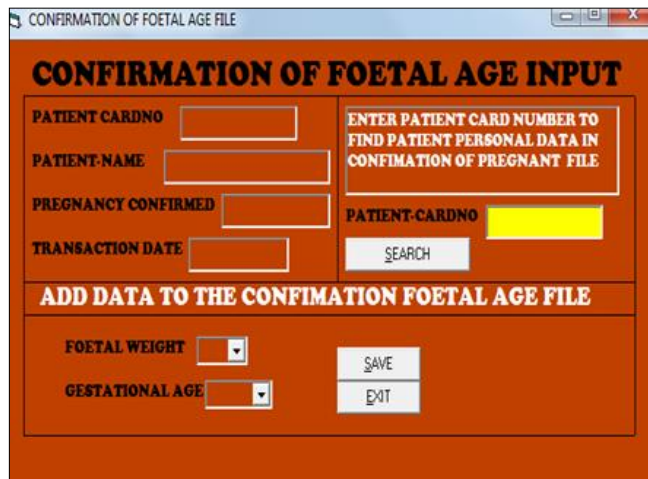 CONFIRMATION OF FOETAL AGE FILE
CONFIRMATION OF FOETAL AGE INPUT
PATIENT CARDNO
PATIENT-NAME
PREGNANCY CONFIRMED
TRANSACTION DATE
ENTER PATIENT CARD NUMBER TO
FIND PATIENT PERSONAL DATA IN
CONFIMATION OF PREGNANT FILE
PATIENT-CARDNO
SEARCH
ADD DATA TO THE CONFIMATION FOETAL AGE FILE
FOETAL WEIGHT
GESTATIONAL AGE
SAVE
EXIT